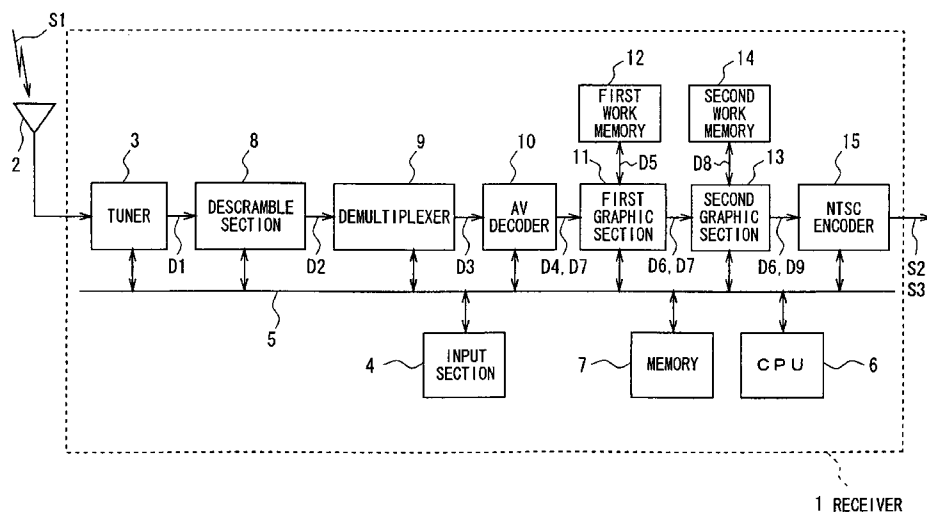 S1
2
12
FIRST
WORK
MEMORY
14
SECOND
WORK
MEMORY
3
8
9
10
11
D5
D8
13
15
TUNER
DESCRAMBLE
SECTION
DEMULTIPLEXER
AV
DECODER
FIRST
GRAPHIC
SECTION
SECOND
GRAPHIC
SECTION
NTSC
ENCODER
D1
D2
D3
D4, D7
D6, D7
D6, D9
S2
S3
5
4
INPUT
SECTION
7
MEMORY
CPU
6
1 RECEIVER